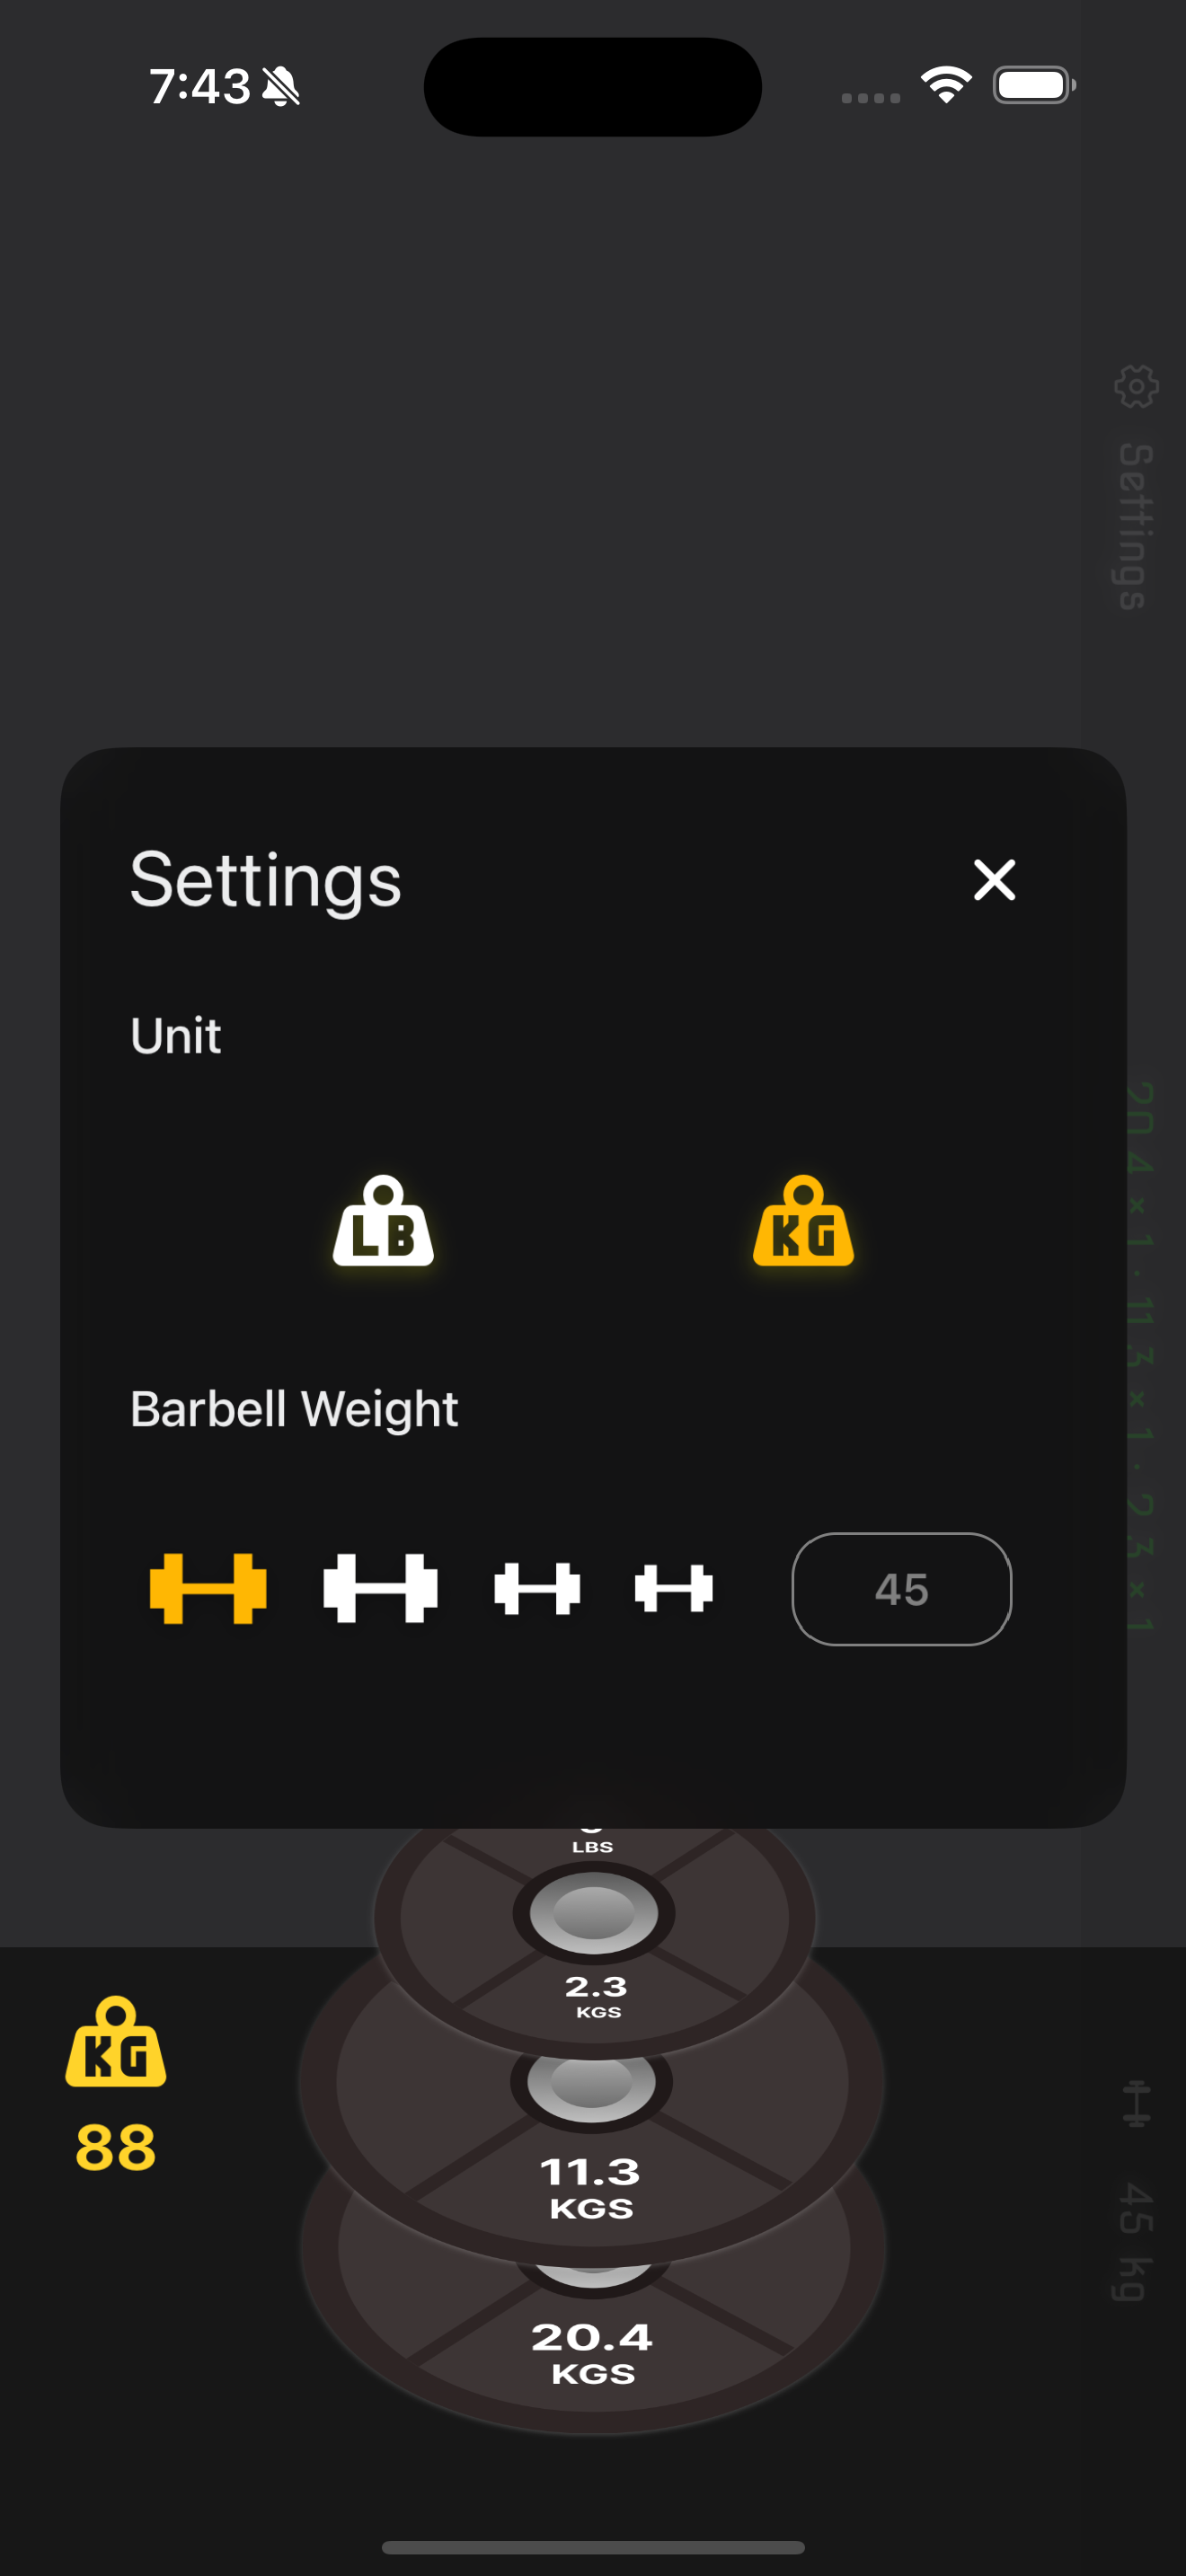 7:43
Settings
Settings
Unit
LB
KG
Barbell Weight
45
20.4 × 1 · 11.3 × 1 · 2.3 × 1
LBS
2.3
KGS
KG
88
11.3
KGS
45 kg
20.4
KGS